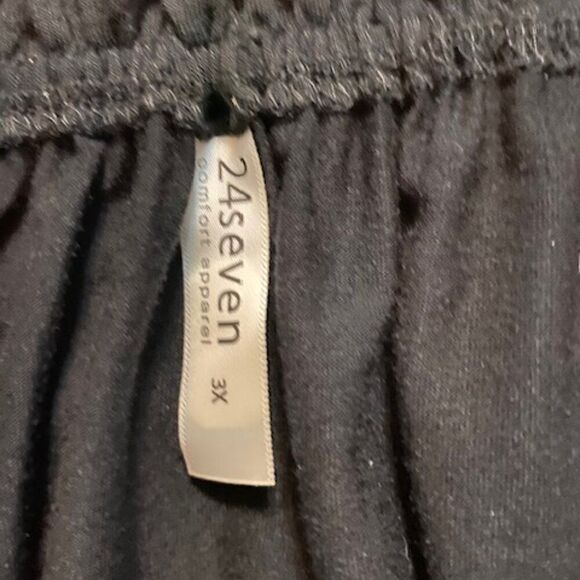 24seven
comfort apparel
3X